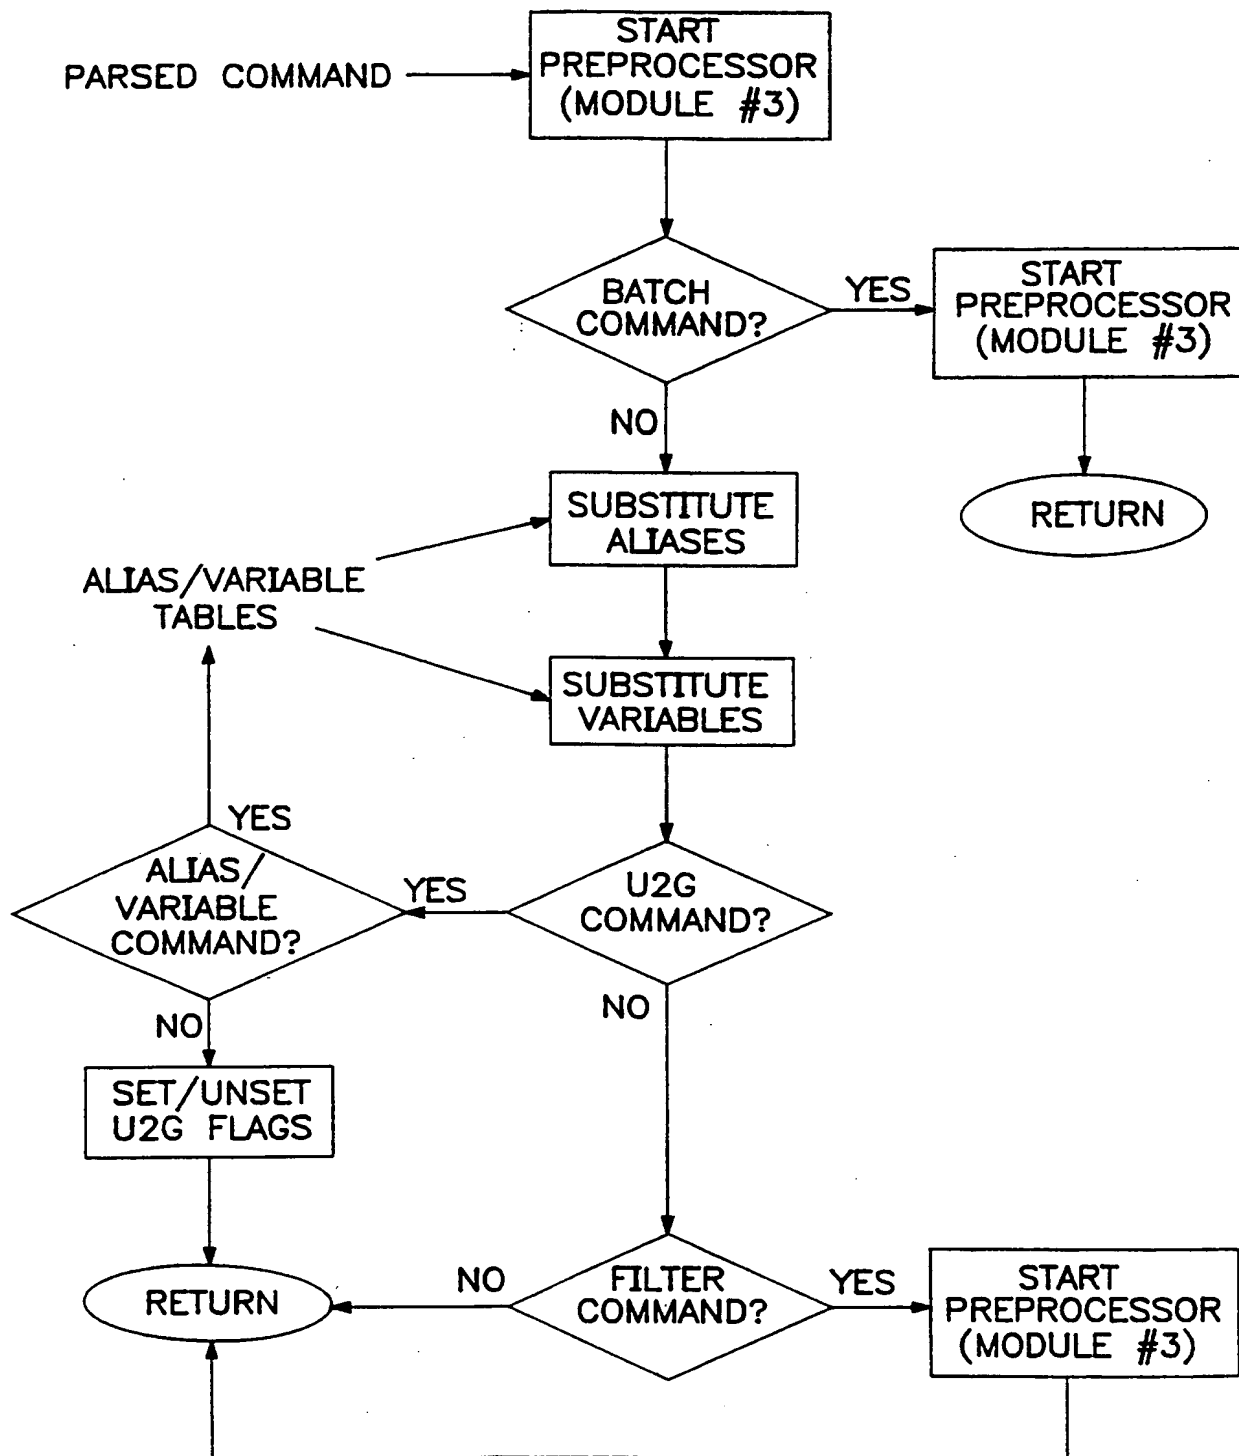 START
PREPROCESSOR
(MODULE #3)
PARSED COMMAND
BATCH
COMMAND?
YES
START
PREPROCESSOR
(MODULE #3)
NO
RETURN
SUBSTITUTE
ALIASES
ALIAS/VARIABLE
TABLES
SUBSTITUTE
VARIABLES
YES
ALIAS/
VARIABLE
COMMAND?
YES
U2G
COMMAND?
NO
NO
SET/UNSET
U2G FLAGS
RETURN
NO
FILTER
COMMAND?
YES
START
PREPROCESSOR
(MODULE #3)